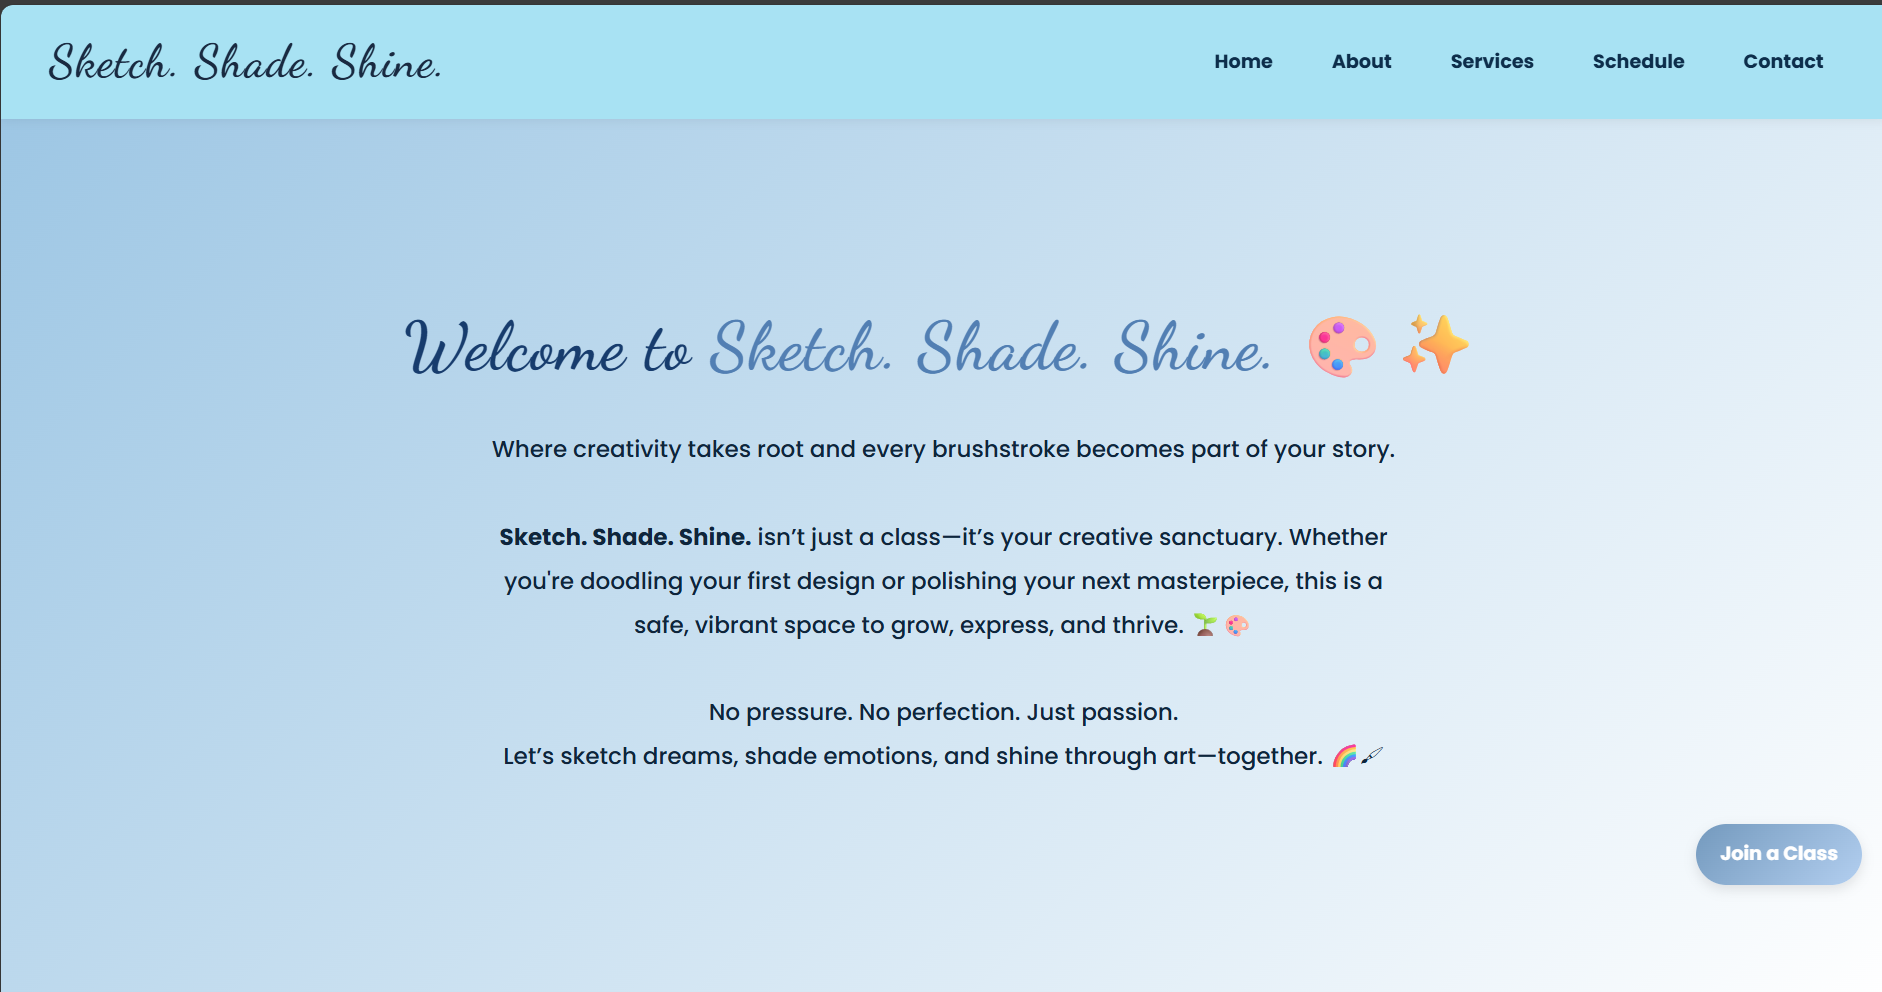 Sketch. Shade. Shine.
Home About Services Schedule Contact
Welcome to Sketch. Shade. Shine. 🎨 ✨
Where creativity takes root and every brushstroke becomes part of your story.
Sketch. Shade. Shine. isn’t just a class—it’s your creative sanctuary. Whether
you're doodling your first design or polishing your next masterpiece, this is a
safe, vibrant space to grow, express, and thrive. 🌱 🎨
No pressure. No perfection. Just passion.
Let’s sketch dreams, shade emotions, and shine through art—together. 🌈🖌
Join a Class